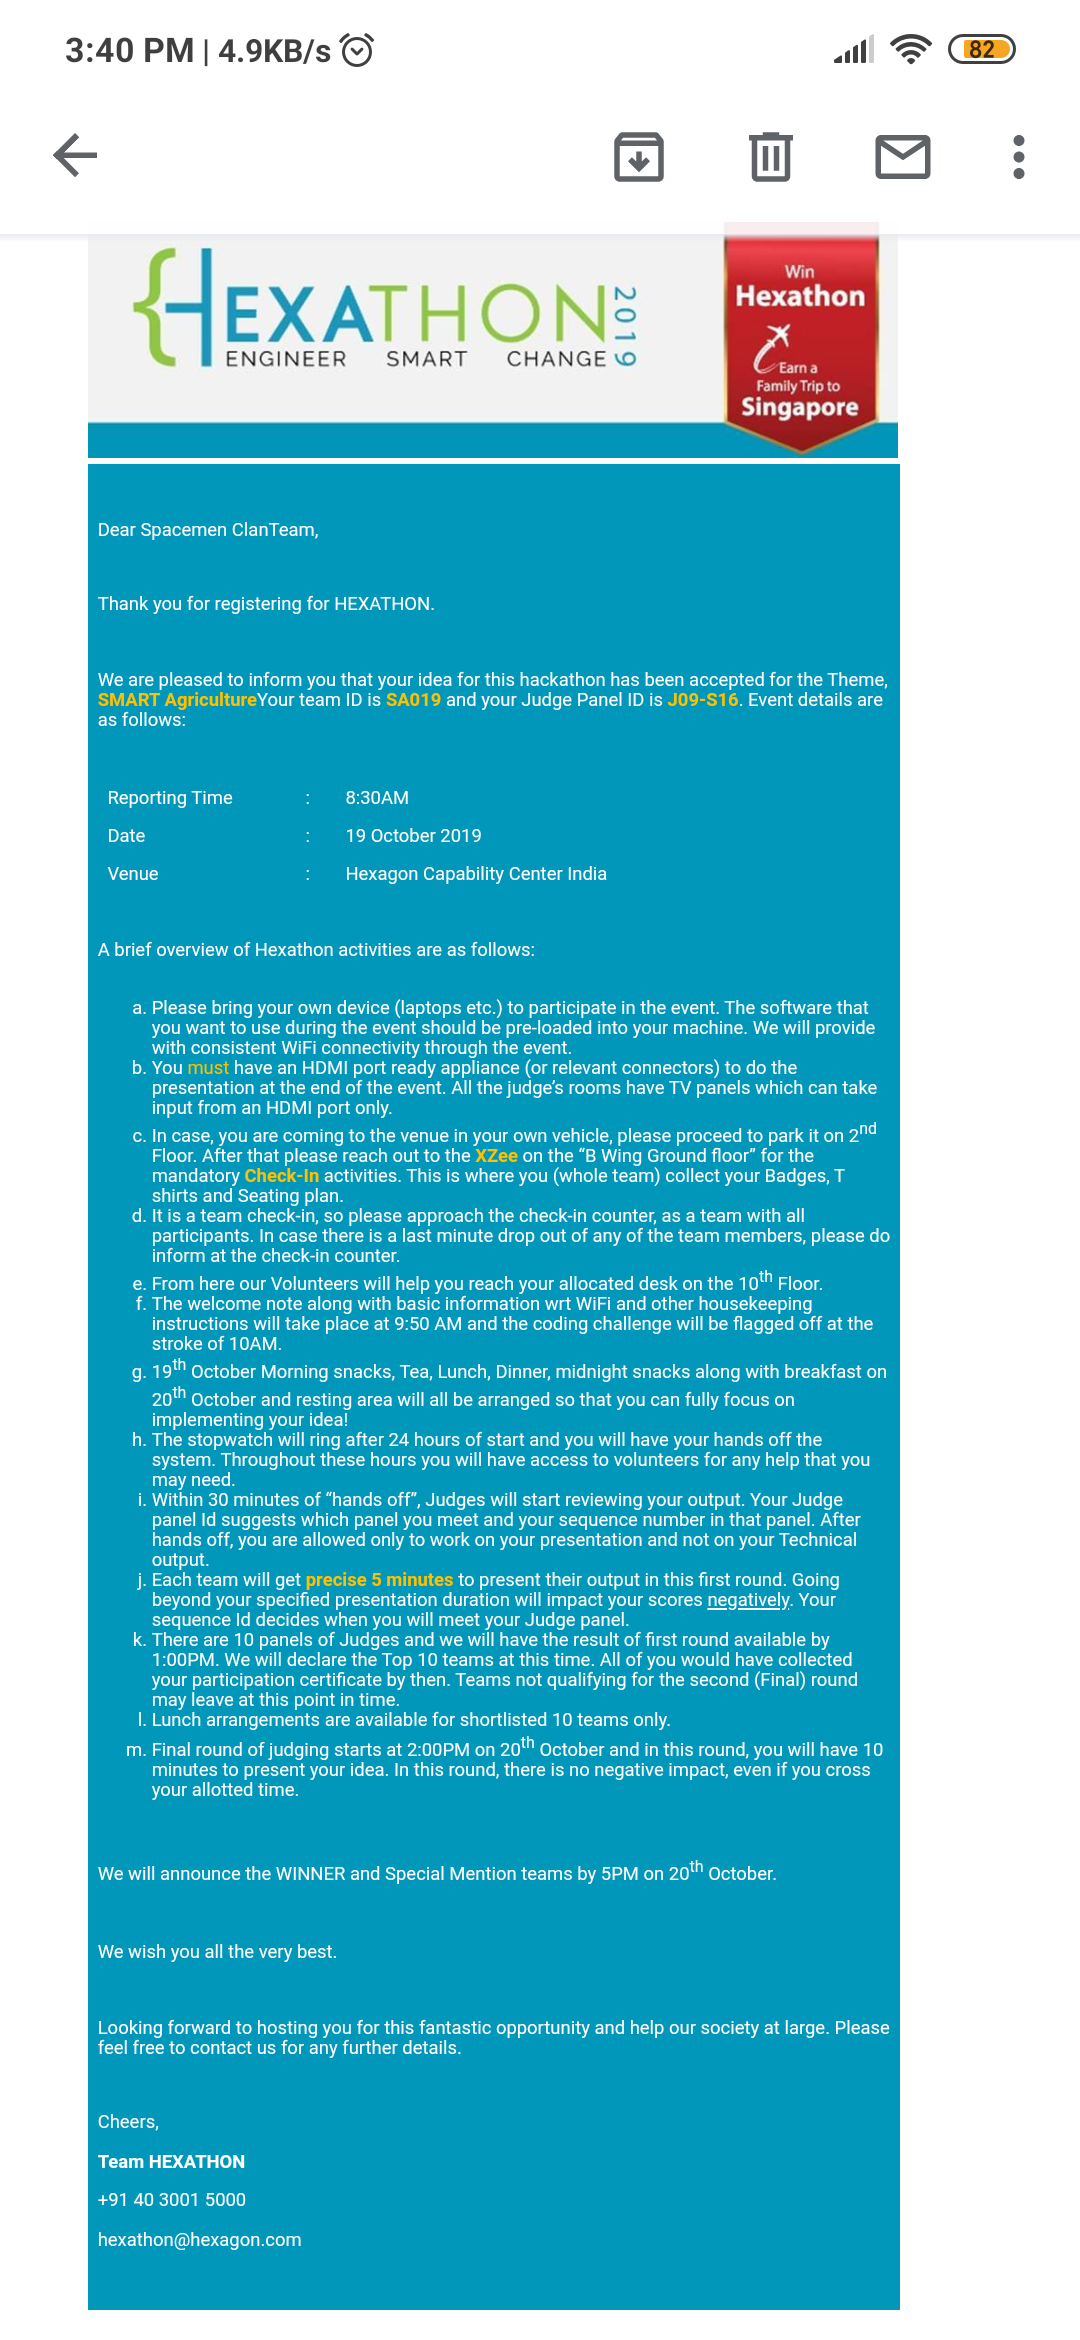 3:40 PM | 4.9KB/s
82
{HEXATHON 2019
ENGINEER SMART CHANGE
Win
Hexathon
Earn a
Family Trip to
Singapore
Dear Spacemen ClanTeam,
Thank you for registering for HEXATHON.
We are pleased to inform you that your idea for this hackathon has been accepted for the Theme,
SMART AgricultureYour team ID is SA019 and your Judge Panel ID is J09-S16. Event details are
as follows:
Reporting Time : 8:30AM
Date : 19 October 2019
Venue : Hexagon Capability Center India
A brief overview of Hexathon activities are as follows:
a. Please bring your own device (laptops etc.) to participate in the event. The software that
you want to use during the event should be pre-loaded into your machine. We will provide
with consistent WiFi connectivity through the event.
b. You must have an HDMI port ready appliance (or relevant connectors) to do the
presentation at the end of the event. All the judge's rooms have TV panels which can take
input from an HDMI port only.
c. In case, you are coming to the venue in your own vehicle, please proceed to park it on 2nd
Floor. After that please reach out to the XZee on the “B Wing Ground floor” for the
mandatory Check-In activities. This is where you (whole team) collect your Badges, T
shirts and Seating plan.
d. It is a team check-in, so please approach the check-in counter, as a team with all
participants. In case there is a last minute drop out of any of the team members, please do
inform at the check-in counter.
e. From here our Volunteers will help you reach your allocated desk on the 10th Floor.
f. The welcome note along with basic information wrt WiFi and other housekeeping
instructions will take place at 9:50 AM and the coding challenge will be flagged off at the
stroke of 10AM.
g. 19th October Morning snacks, Tea, Lunch, Dinner, midnight snacks along with breakfast on
20th October and resting area will all be arranged so that you can fully focus on
implementing your idea!
h. The stopwatch will ring after 24 hours of start and you will have your hands off the
system. Throughout these hours you will have access to volunteers for any help that you
may need.
i. Within 30 minutes of “hands off”, Judges will start reviewing your output. Your Judge
panel Id suggests which panel you meet and your sequence number in that panel. After
hands off, you are allowed only to work on your presentation and not on your Technical
output.
j. Each team will get precise 5 minutes to present their output in this first round. Going
beyond your specified presentation duration will impact your scores negatively. Your
sequence Id decides when you will meet your Judge panel.
k. There are 10 panels of Judges and we will have the result of first round available by
1:00PM. We will declare the Top 10 teams at this time. All of you would have collected
your participation certificate by then. Teams not qualifying for the second (Final) round
may leave at this point in time.
l. Lunch arrangements are available for shortlisted 10 teams only.
m. Final round of judging starts at 2:00PM on 20th October and in this round, you will have 10
minutes to present your idea. In this round, there is no negative impact, even if you cross
your allotted time.
We will announce the WINNER and Special Mention teams by 5PM on 20th October.
We wish you all the very best.
Looking forward to hosting you for this fantastic opportunity and help our society at large. Please
feel free to contact us for any further details.
Cheers,
Team HEXATHON
+91 40 3001 5000
hexathon@hexagon.com